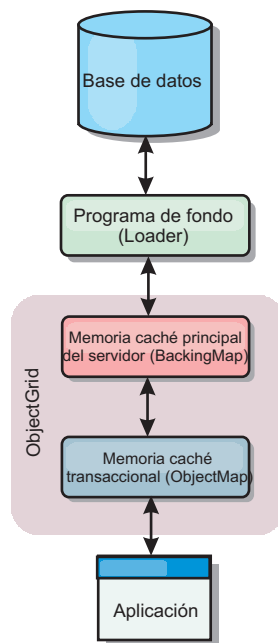 Base de datos
Programa de fondo
(Loader)
Memoria caché principal
del servidor (BackingMap)
ObjectGrid
Memoria caché
transaccional (ObjectMap)
Aplicación